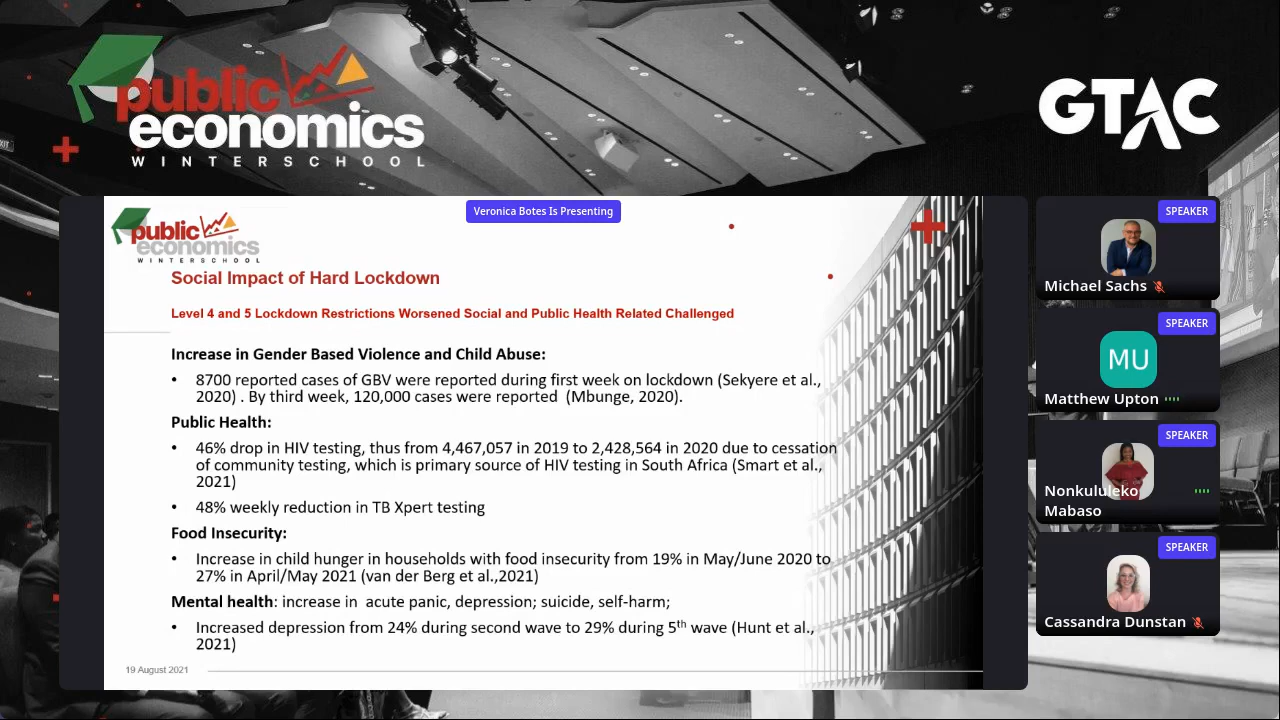 public
economics
WINTERSCHOOL
GTAC
Veronica Botes Is Presenting
public
economics
WINTERSCHOOL
Social Impact of Hard Lockdown
Level 4 and 5 Lockdown Restrictions Worsened Social and Public Health Related Challenged
Increase in Gender Based Violence and Child Abuse:
• 8700 reported cases of GBV were reported during first week on lockdown (Sekyere et al.,
2020) . By third week, 120,000 cases were reported (Mbunge, 2020).
Public Health:
• 46% drop in HIV testing, thus from 4,467,057 in 2019 to 2,428,564 in 2020 due to cessation
of community testing, which is primary source of HIV testing in South Africa (Smart et al.,
2021)
• 48% weekly reduction in TB Xpert testing
Food Insecurity:
• Increase in child hunger in households with food insecurity from 19% in May/June 2020 to
27% in April/May 2021 (van der Berg et al.,2021)
Mental health: increase in acute panic, depression; suicide, self-harm;
• Increased depression from 24% during second wave to 29% during 5th wave (Hunt et al.,
2021)
19 August 2021
SPEAKER
Michael Sachs
SPEAKER
MU
Matthew Upton
SPEAKER
Nonkululeko
Mabaso
SPEAKER
Cassandra Dunstan